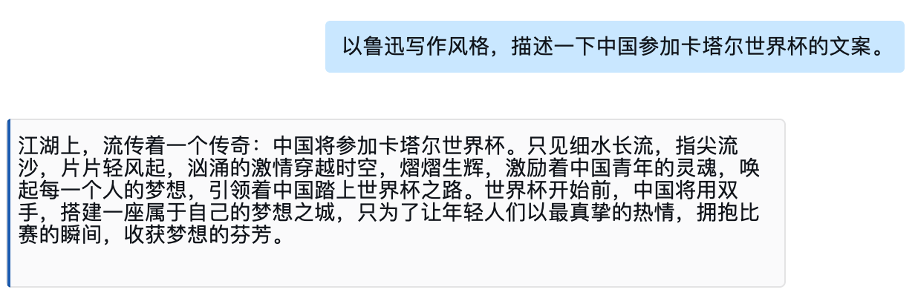 以鲁迅写作风格，描述一下中国参加卡塔尔世界杯的文案。
江湖上，流传着一个传奇：中国将参加卡塔尔世界杯。只见细水长流，指尖流
沙，片片轻风起，汹涌的激情穿越时空，熠熠生辉，激励着中国青年的灵魂，唤
起每一个人的梦想，引领着中国踏上世界杯之路。世界杯开始前，中国将用双
手，搭建一座属于自己的梦想之城，只为了让年轻人们以最真挚的热情，拥抱比
赛的瞬间，收获梦想的芬芳。